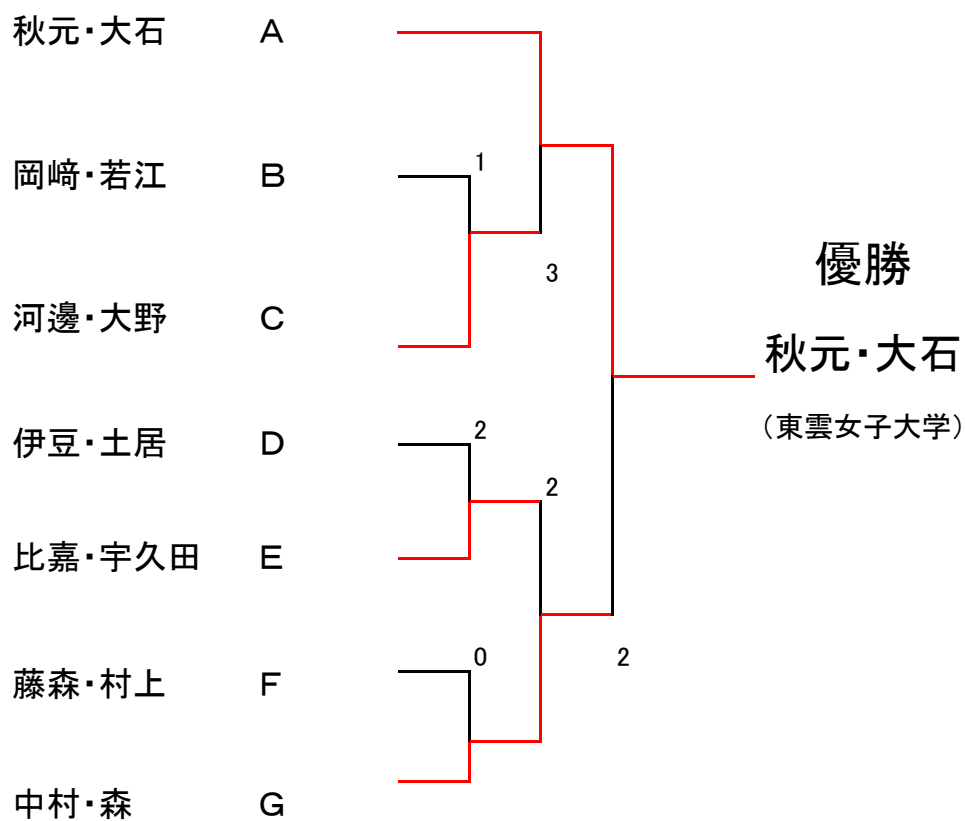 秋元・大石 A
岡﨑・若江 B
1
3
河邊・大野 C
優勝
秋元・大石
（東雲女子大学）
伊豆・土居 D
2
2
比嘉・宇久田 E
藤森・村上 F
0
2
中村・森 G